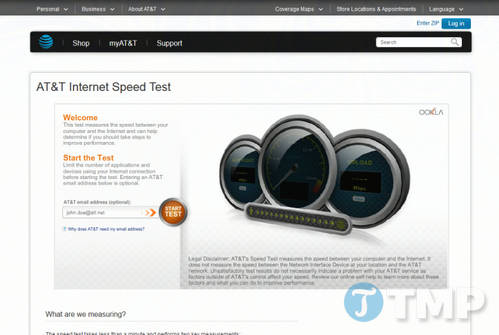 Personal Business About AT&T Coverage Maps Store Locations & Appointments Language
Enter ZIP Log in
Shop myAT&T Support Search
AT&T Internet Speed Test
OOKLA
Welcome
This test measures the speed between your
computer and the Internet and can help
determine if you should take steps to
improve performance.
Start the Test
Limit the number of applications and
devices using your Internet connection
before starting the test. Entering an AT&T
email address below is optional.
AT&T email address (optional):
john.doe@att.net
START
TEST
Why does AT&T need my email address?
Mbps
Legal Disclaimer: AT&T's Speed Test measures the speed between your computer and the Internet. It
does not measure the speed between the Network Interface Device at your location and the AT&T
network. Unsatisfactory test results do not necessarily indicate a problem with your AT&T service as
factors outside of AT&T's cannot affect your speed. Review our online self-help to learn more about these
factors and what you can do to improve performance.
What are we measuring?
The speed test takes less than a minute and performs two key measurements:
TMP